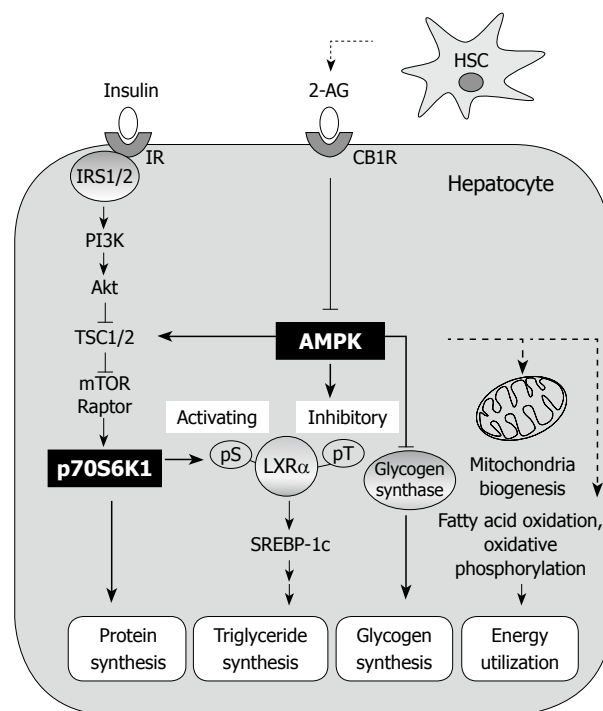 HSC
Insulin
2-AG
IR
CB1R
IRS1/2
Hepatocyte
PI3K
Akt
TSC1/2
AMPK
mTOR
Raptor
Activating
Inhibitory
p70S6K1
pS
LXRα
pT
Glycogen
synthase
Mitochondria
biogenesis
SREBP-1c
Fatty acid oxidation,
oxidative
phosphorylation
Protein
synthesis
Triglyceride
synthesis
Glycogen
synthesis
Energy
utilization